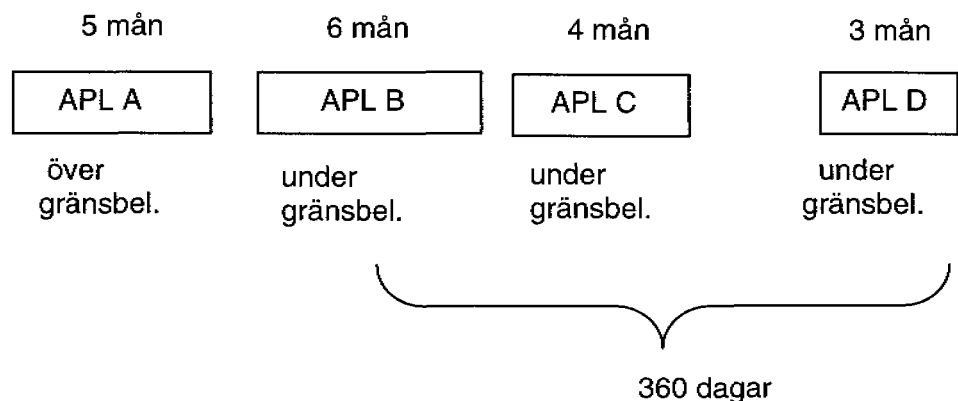 5 mån 6 mån 4 mån 3 mån
APL A APL B APL C APL D
över under under under
gränsbel. gränsbel. gränsbel. gränsbel.
360 dagar